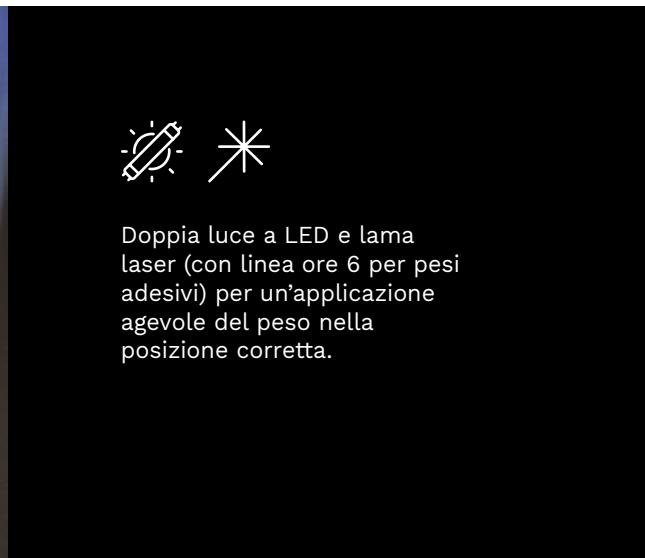 Doppia luce a LED e lama
laser (con linea ore 6 per pesi
adesivi) per un’applicazione
agevole del peso nella
posizione corretta.